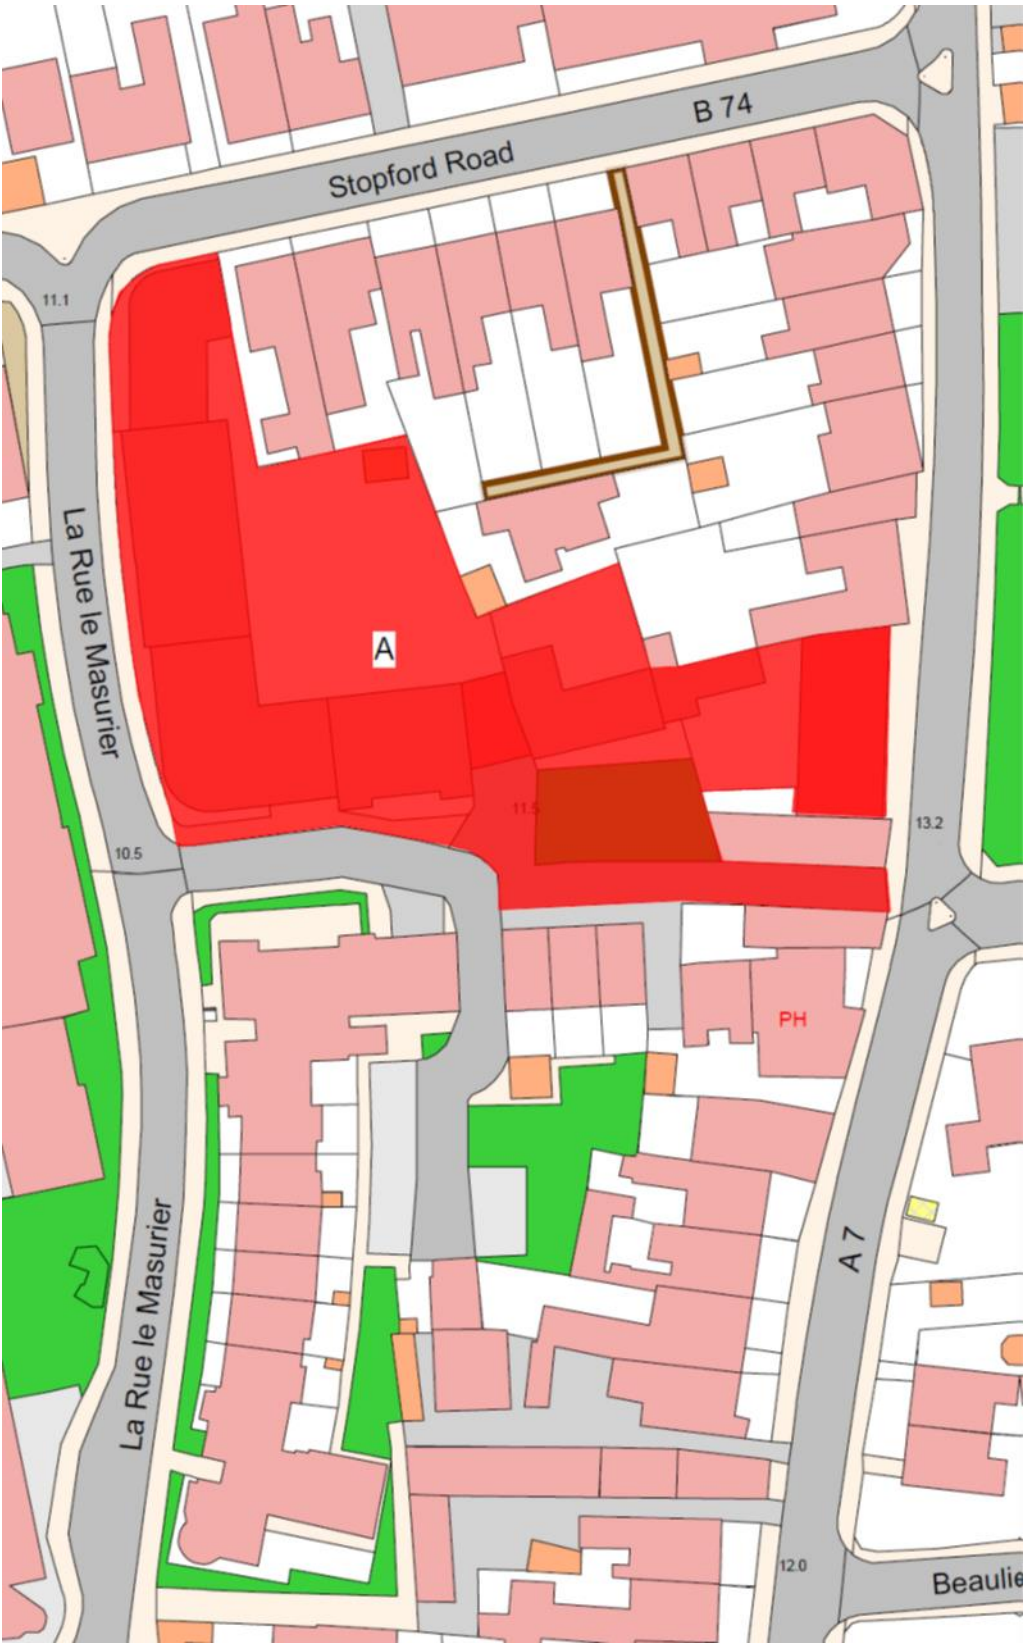 B 74
Stopford Road
11.1
La Rue le Masurier
A
11.5
13.2
10.5
PH
A 7
La Rue le Masurier
12.0
Beaulie